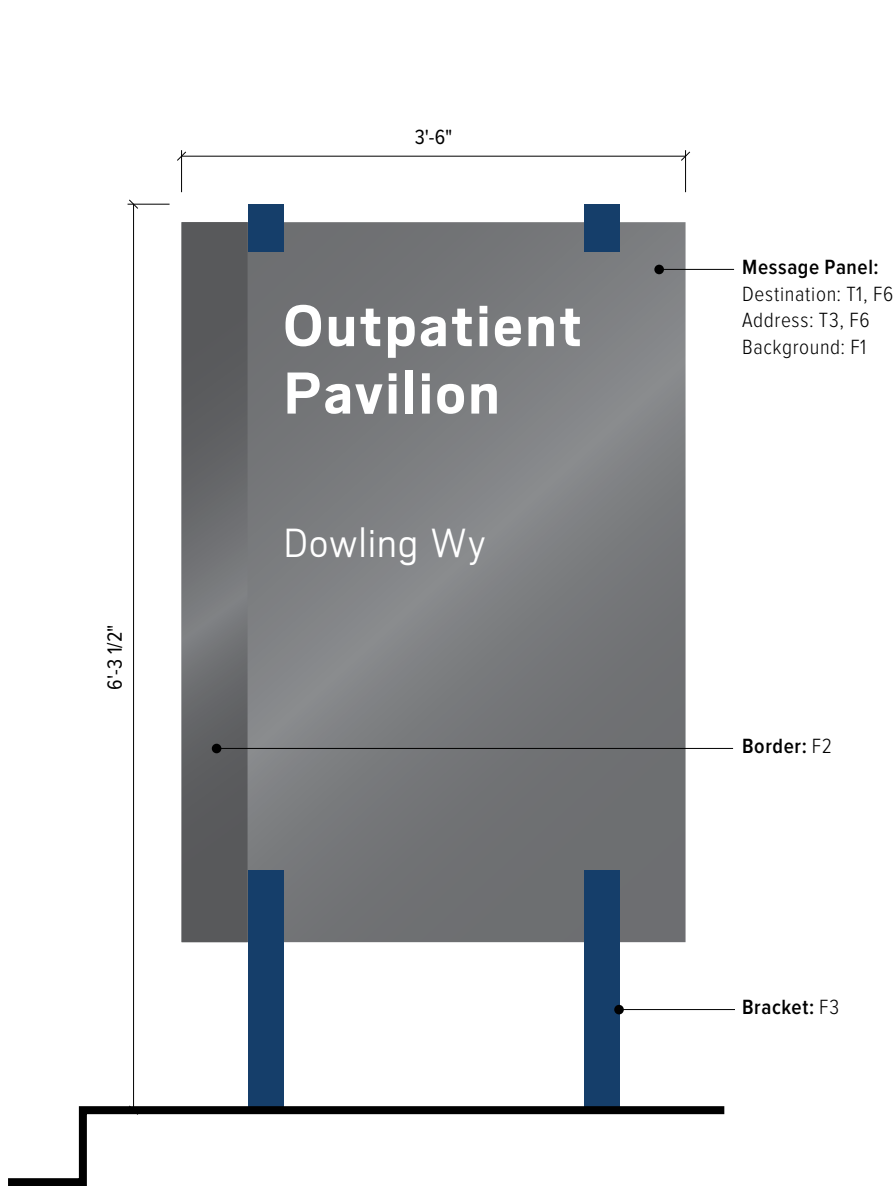 3'-6"
Message Panel:
Destination: T1, F6
Address: T3, F6
Background: F1
Outpatient
Pavilion
Dowling Wy
6'-3 1/2"
Border: F2
Bracket: F3